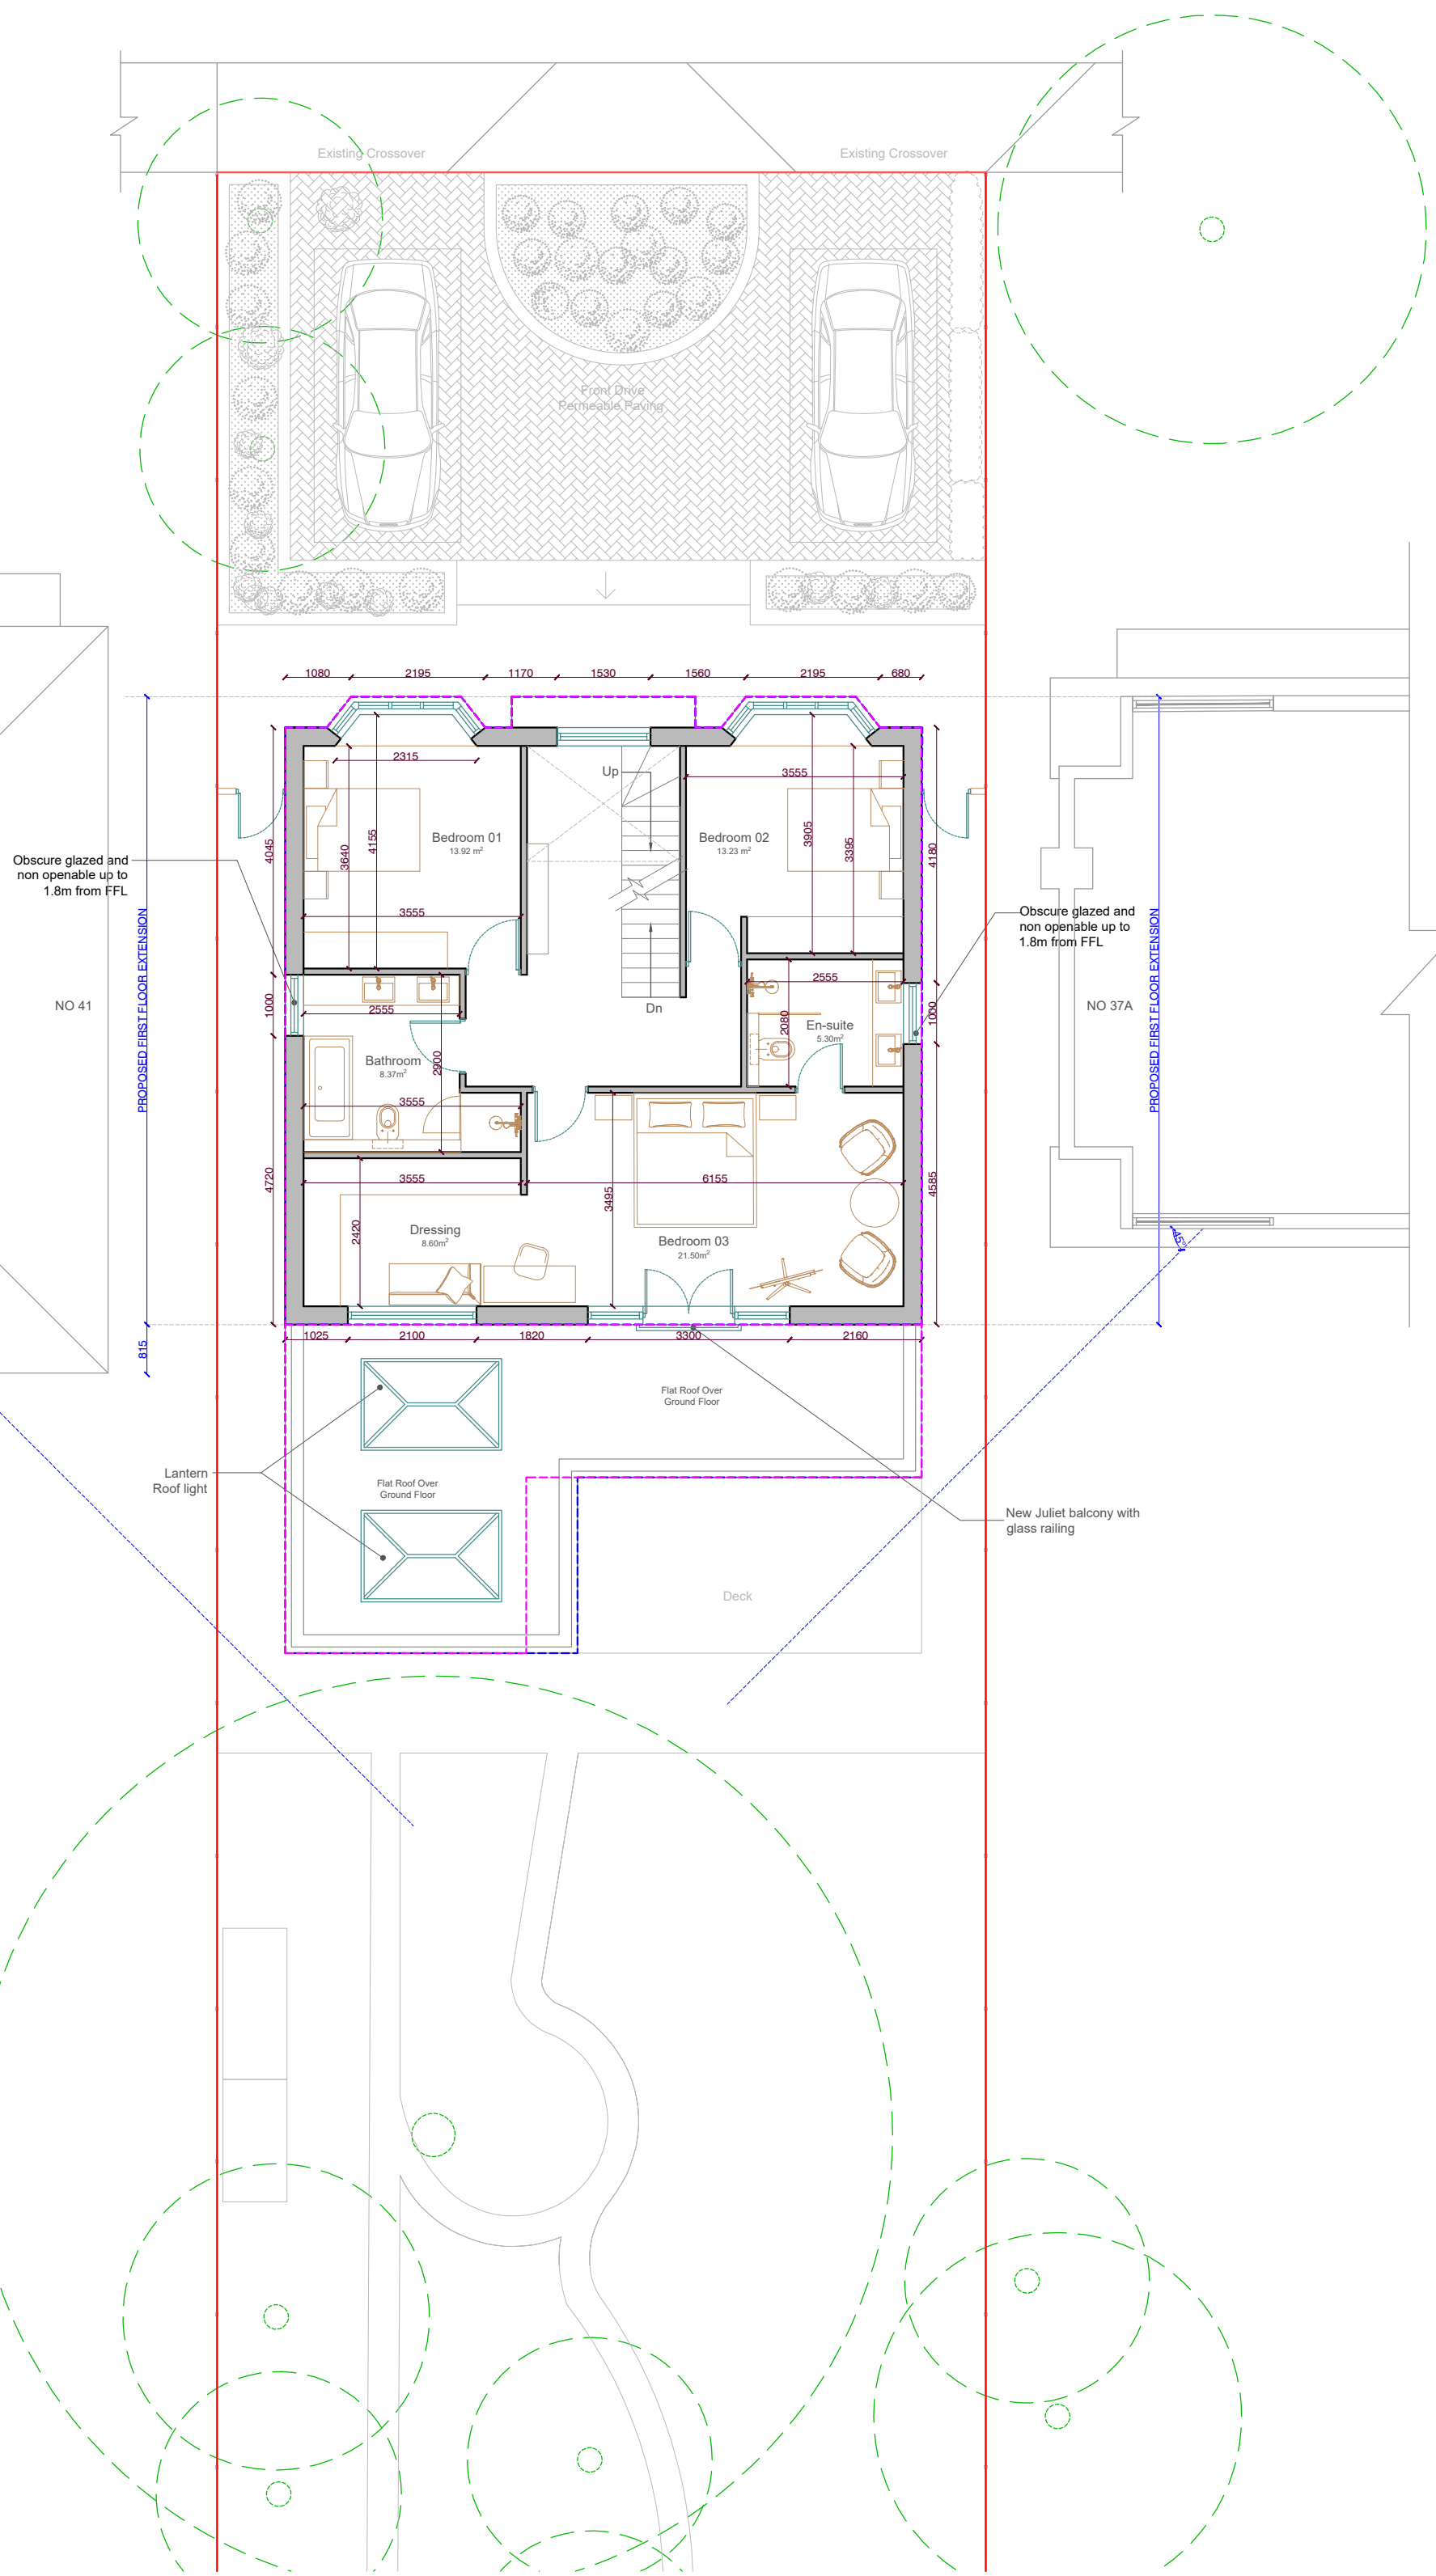 Existing Crossover
Existing Crossover
Front Drive
Permeable Paving
1080
2195
1170
1530
1560
2195
680
2315
Up
3555
Bedroom 01
13.92 m²
Bedroom 02
13.23 m²
4045
3640
4155
3905
3395
4180
Obscure glazed and
non openable up to
1.8m from FFL
3555
Obscure glazed and
non openable up to
1.8m from FFL
PROPOSED FIRST FLOOR EXTENSION
PROPOSED FIRST FLOOR EXTENSION
NO 41
1000
2555
Dn
2555
2080
En-suite
5.30m²
1000
NO 37A
Bathroom
8.37m²
2900
3555
4720
3555
3495
6155
4585
2420
Dressing
8.60m²
Bedroom 03
21.50m²
45°
815
1025
2100
1820
3300
2160
Flat Roof Over
Ground Floor
Lantern
Roof light
Flat Roof Over
Ground Floor
New Juliet balcony with
glass railing
Deck